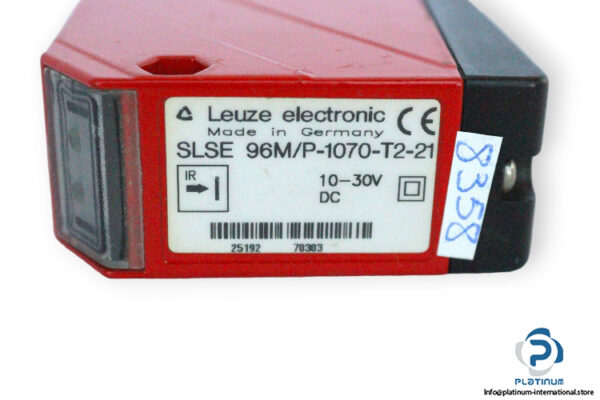 Leuze electronic CE
Made in Germany
SLSE 96M/P-1070-T2-21
IR
10-30V
DC
25192 70303
8358
P
PLATINUM
Info@platinum-international.store